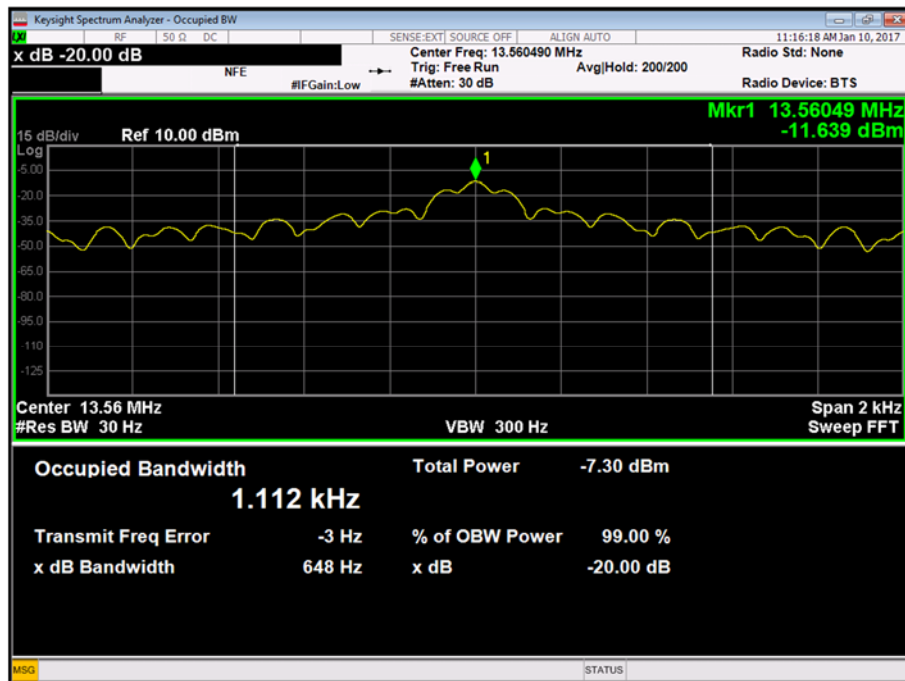 Keysight Spectrum Analyzer - Occupied BW
LXI RF 50 Ω DC SENSE:EXT SOURCE OFF ALIGN AUTO 11:16:18 AM Jan 10, 2017
x dB -20.00 dB Center Freq: 13.560490 MHz Radio Std: None
NFE Trig: Free Run Avg|Hold: 200/200
#IFGain:Low #Atten: 30 dB Radio Device: BTS
Mkr1 13.56049 MHz
15 dB/div Ref 10.00 dBm -11.639 dBm
Log
1
-5.00
-20.0
-35.0
-50.0
-65.0
-80.0
-95.0
-110
-125
Center 13.56 MHz Span 2 kHz
#Res BW 30 Hz VBW 300 Hz Sweep FFT
Occupied Bandwidth Total Power -7.30 dBm
1.112 kHz
Transmit Freq Error -3 Hz % of OBW Power 99.00 %
x dB Bandwidth 648 Hz x dB -20.00 dB
MSG STATUS